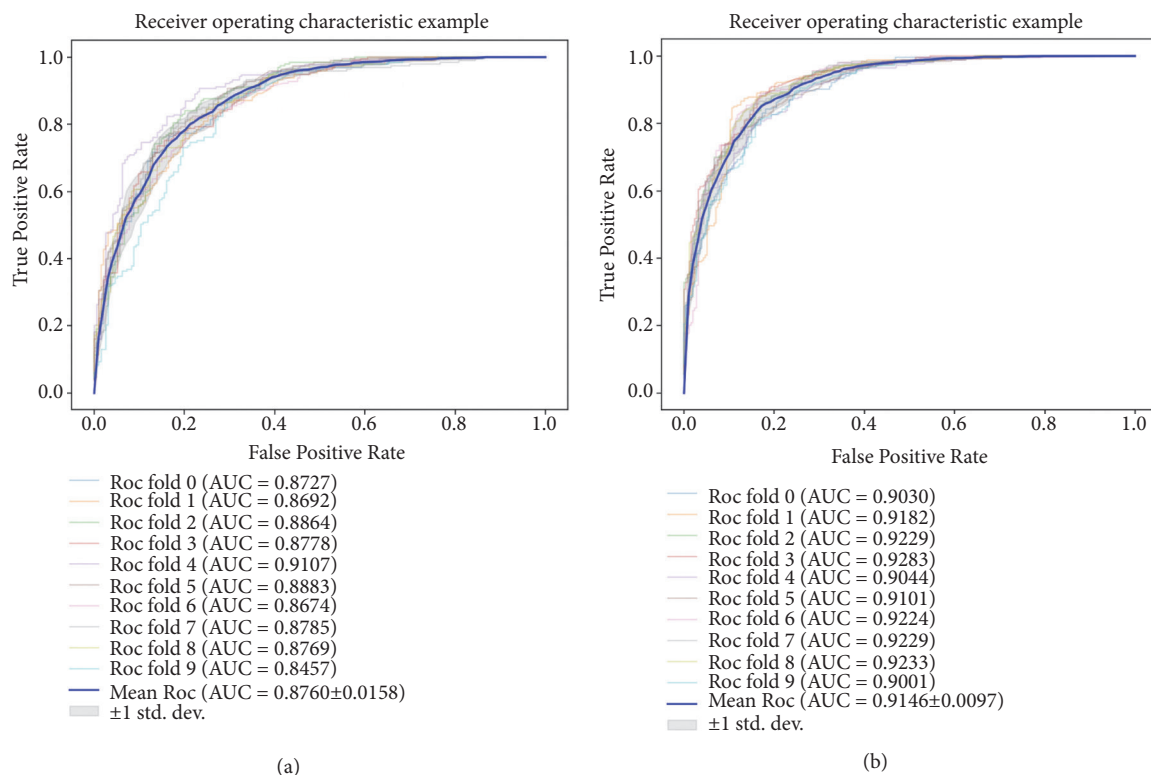 Receiver operating characteristic example
1.0
0.8
0.6
0.4
0.2
0.0
True Positive Rate
0.0 0.2 0.4 0.6 0.8 1.0
False Positive Rate
Roc fold 0 (AUC = 0.8727)
Roc fold 1 (AUC = 0.8692)
Roc fold 2 (AUC = 0.8864)
Roc fold 3 (AUC = 0.8778)
Roc fold 4 (AUC = 0.9107)
Roc fold 5 (AUC = 0.8883)
Roc fold 6 (AUC = 0.8674)
Roc fold 7 (AUC = 0.8785)
Roc fold 8 (AUC = 0.8769)
Roc fold 9 (AUC = 0.8457)
Mean Roc (AUC = 0.8760±0.0158)
±1 std. dev.
(a)
Receiver operating characteristic example
1.0
0.8
0.6
0.4
0.2
0.0
True Positive Rate
0.0 0.2 0.4 0.6 0.8 1.0
False Positive Rate
Roc fold 0 (AUC = 0.9030)
Roc fold 1 (AUC = 0.9182)
Roc fold 2 (AUC = 0.9229)
Roc fold 3 (AUC = 0.9283)
Roc fold 4 (AUC = 0.9044)
Roc fold 5 (AUC = 0.9101)
Roc fold 6 (AUC = 0.9224)
Roc fold 7 (AUC = 0.9229)
Roc fold 8 (AUC = 0.9233)
Roc fold 9 (AUC = 0.9001)
Mean Roc (AUC = 0.9146±0.0097)
±1 std. dev.
(b)